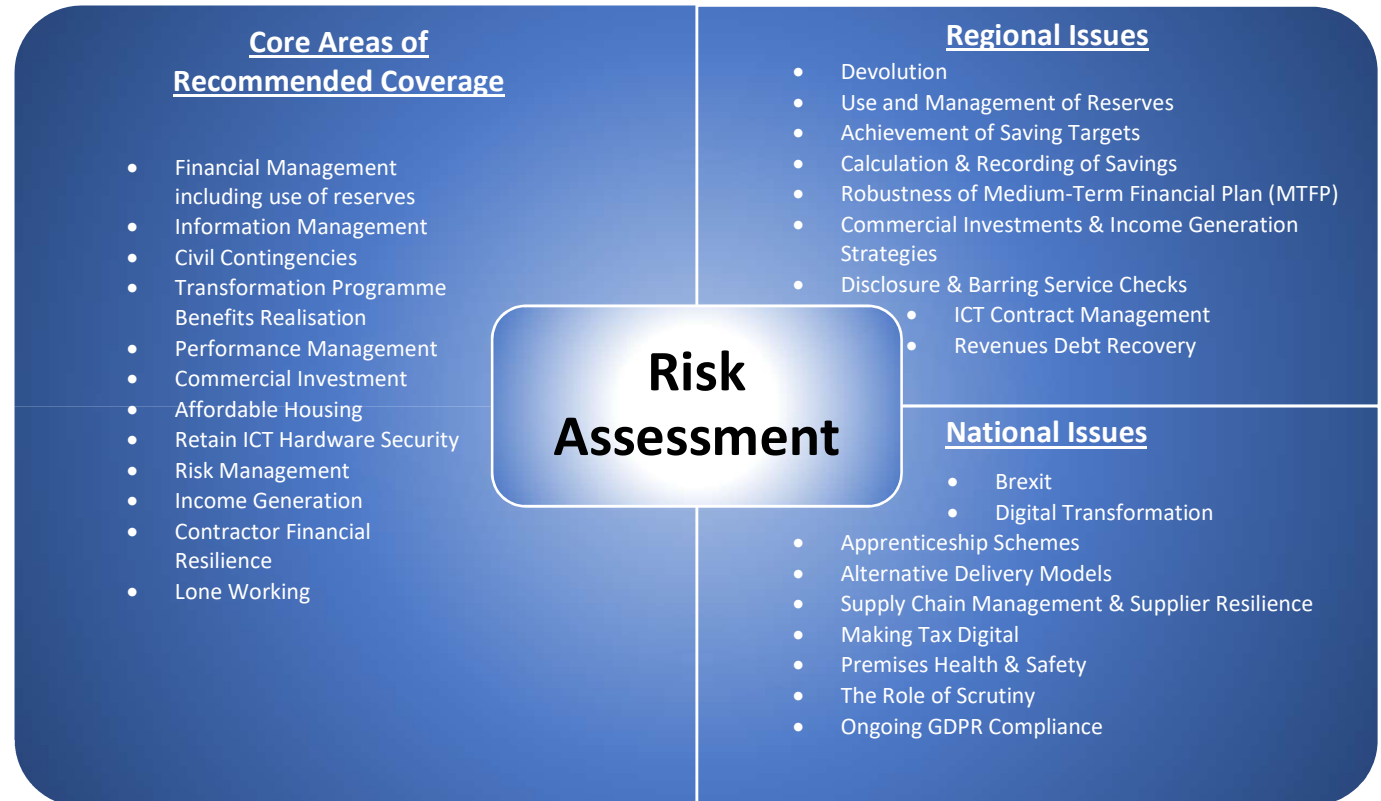 Core Areas of
Recommended Coverage
• Financial Management
including use of reserves
• Information Management
• Civil Contingencies
• Transformation Programme
Benefits Realisation
• Performance Management
• Commercial Investment
• Affordable Housing
• Retain ICT Hardware Security
• Risk Management
• Income Generation
• Contractor Financial
Resilience
• Lone Working
Risk
Assessment
Regional Issues
• Devolution
• Use and Management of Reserves
• Achievement of Saving Targets
• Calculation & Recording of Savings
• Robustness of Medium-Term Financial Plan (MTFP)
• Commercial Investments & Income Generation
Strategies
• Disclosure & Barring Service Checks
• ICT Contract Management
• Revenues Debt Recovery
National Issues
• Brexit
• Digital Transformation
• Apprenticeship Schemes
• Alternative Delivery Models
• Supply Chain Management & Supplier Resilience
• Making Tax Digital
• Premises Health & Safety
• The Role of Scrutiny
• Ongoing GDPR Compliance